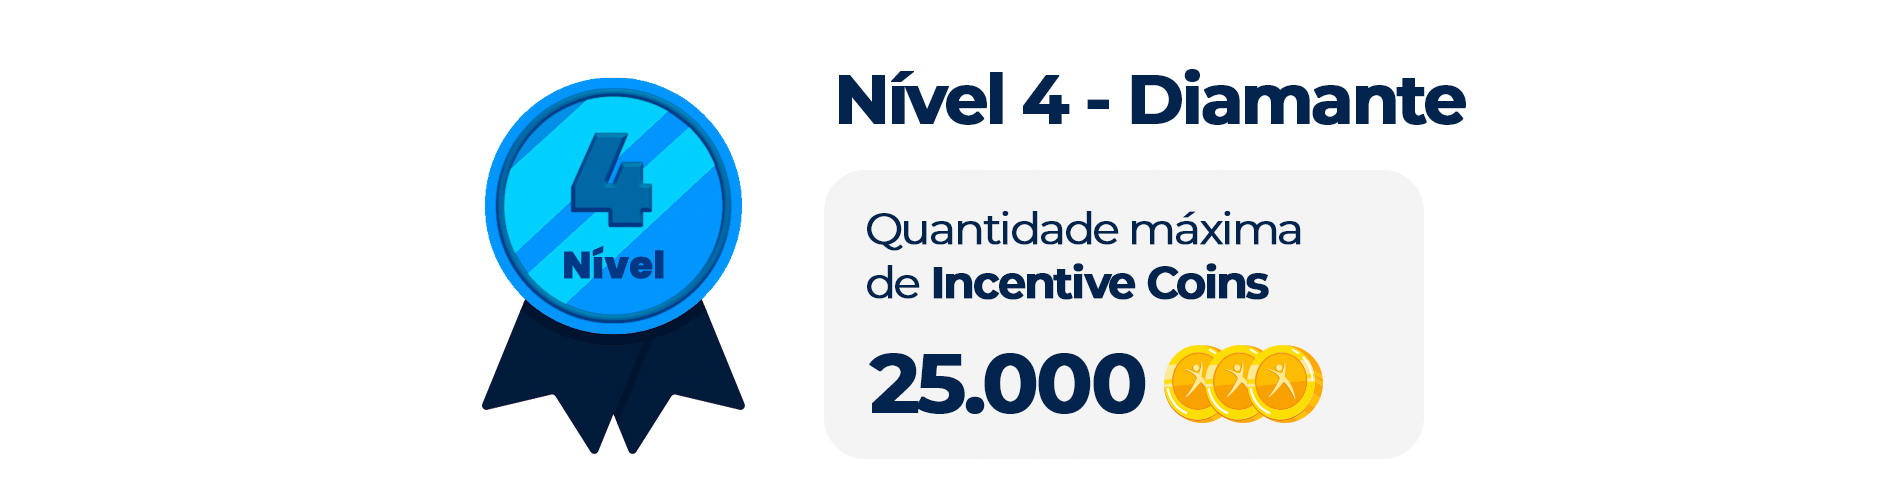 4
Nível
Nível 4 - Diamante
Quantidade máxima
de Incentive Coins
25.000